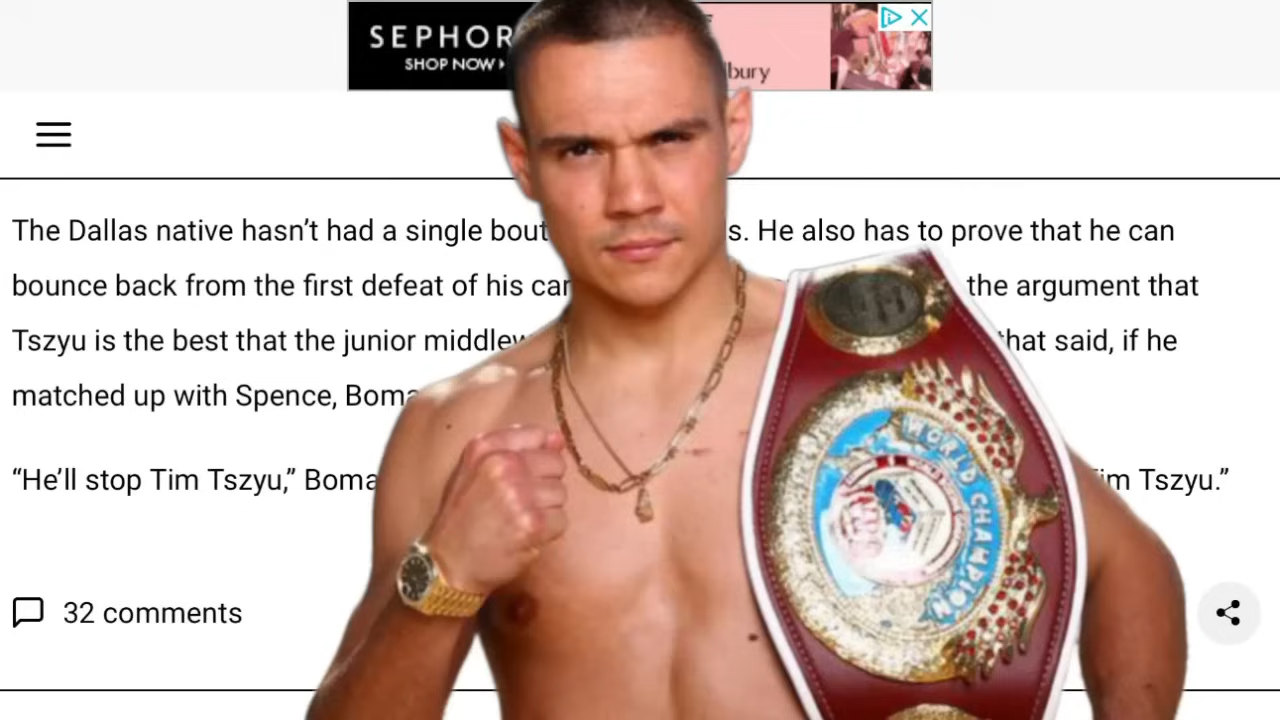 SEPHOR
SHOP NOW
bury
The Dallas native hasn’t had a single bout s. He also has to prove that he can
bounce back from the first defeat of his car the argument that
Tszyu is the best that the junior middlew that said, if he
matched up with Spence, Boma
“He’ll stop Tim Tszyu,” Boma im Tszyu.”
WORLD CHAMPION
32 comments